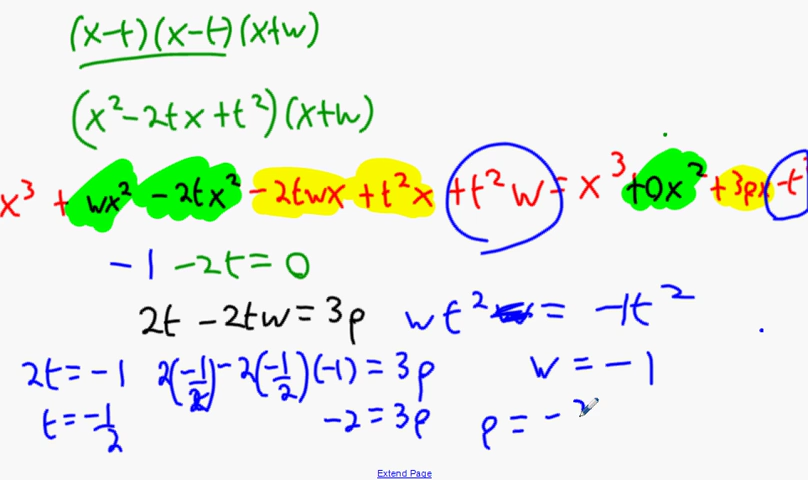 (x-t)(x-t)(x+w)
(x²-2tx+t²)(x+w)
x³ + wx² - 2tx² - 2twx + t²x + t²w = x³ + 0x² + 3px - t
-1 - 2t = 0
2t - 2tw = 3p wt² = -1t²
2t = -1 2(-1/2) - 2(-1/2)(-1) = 3p w = -1
t = -1/2 -2 = 3p p = -2
Extend Page